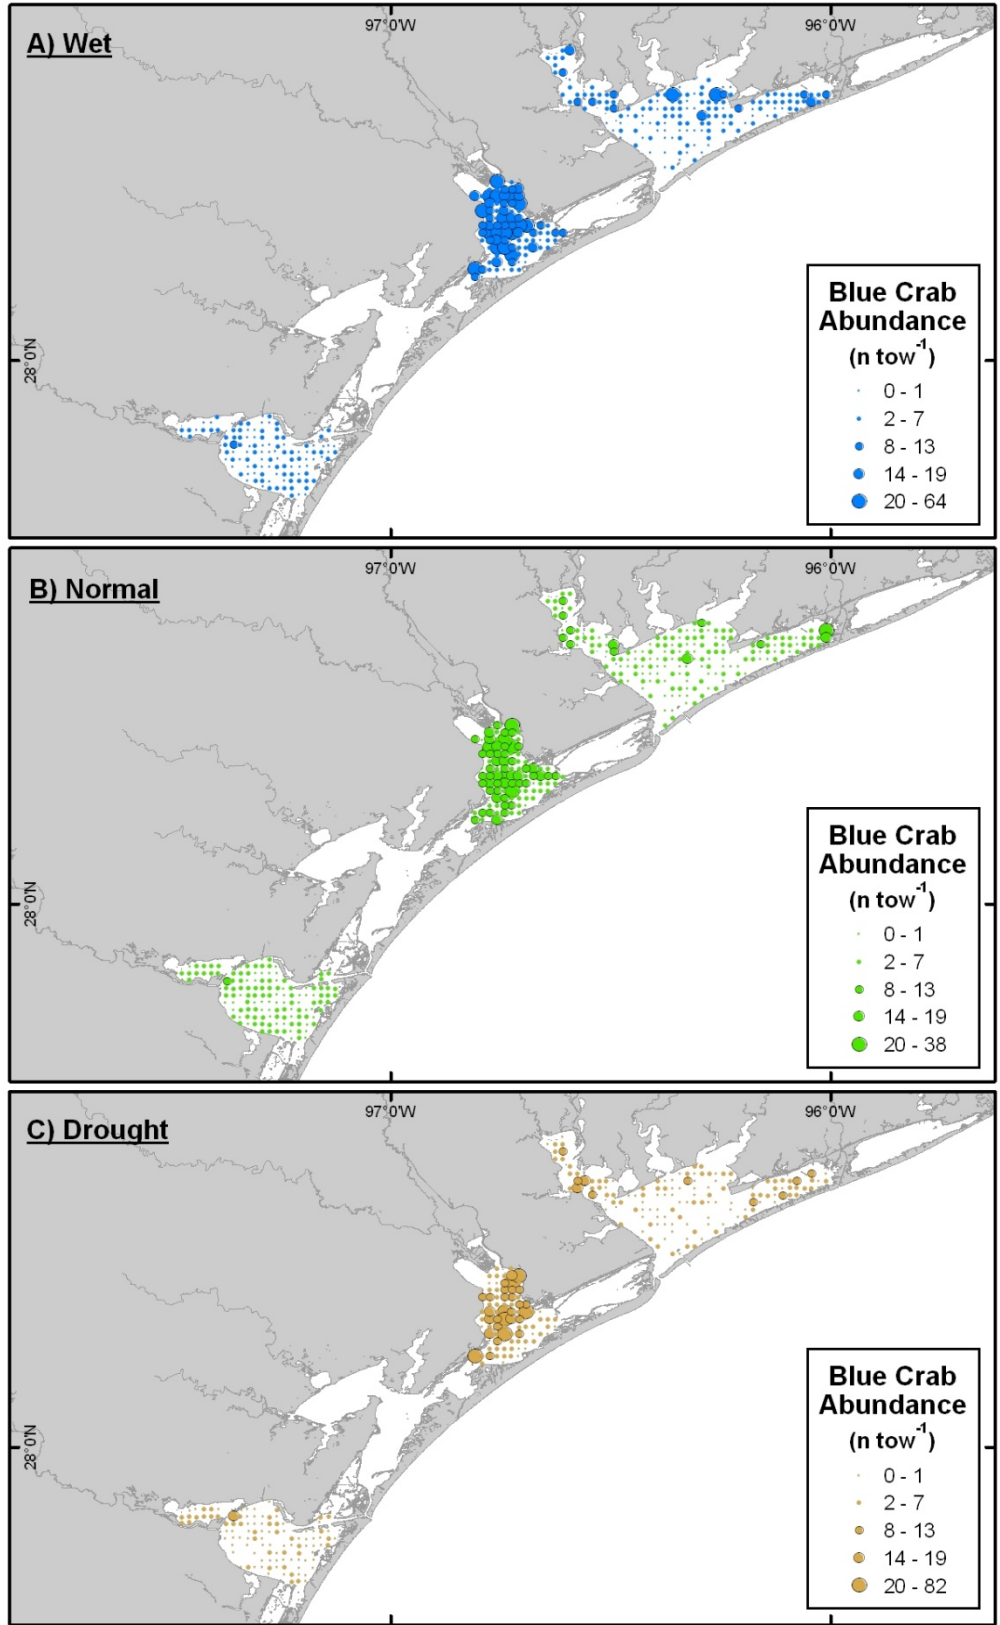 A) Wet
97°0'W
96°0'W
28°0'N
Blue Crab
Abundance
(n tow⁻¹)
0 - 1
2 - 7
8 - 13
14 - 19
20 - 64
B) Normal
97°0'W
96°0'W
28°0'N
Blue Crab
Abundance
(n tow⁻¹)
0 - 1
2 - 7
8 - 13
14 - 19
20 - 38
C) Drought
97°0'W
96°0'W
28°0'N
Blue Crab
Abundance
(n tow⁻¹)
0 - 1
2 - 7
8 - 13
14 - 19
20 - 82